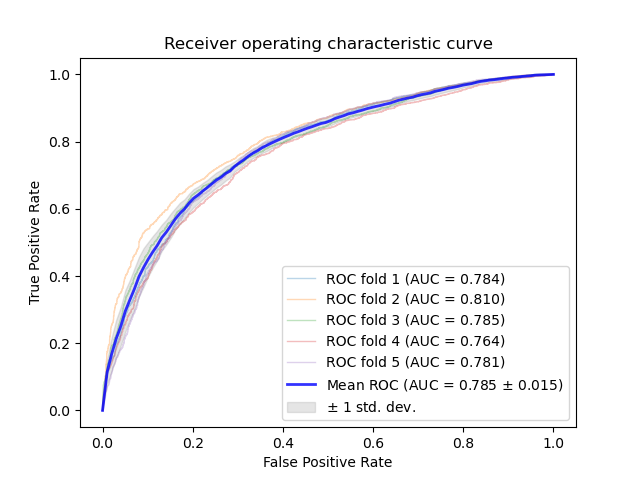 Receiver operating characteristic curve
True Positive Rate
1.0
0.8
0.6
0.4
0.2
0.0
ROC fold 1 (AUC = 0.784)
ROC fold 2 (AUC = 0.810)
ROC fold 3 (AUC = 0.785)
ROC fold 4 (AUC = 0.764)
ROC fold 5 (AUC = 0.781)
Mean ROC (AUC = 0.785 ± 0.015)
± 1 std. dev.
0.0 0.2 0.4 0.6 0.8 1.0
False Positive Rate